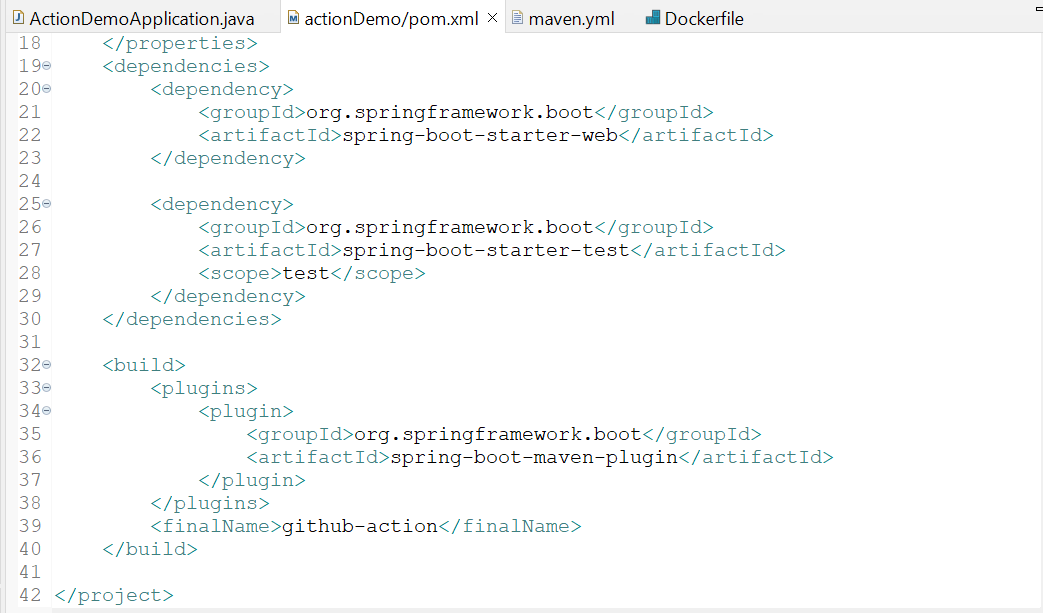 ActionDemoApplication.java actionDemo/pom.xml maven.yml Dockerfile
18     </properties>
19     <dependencies>
20         <dependency>
21             <groupId>org.springframework.boot</groupId>
22             <artifactId>spring-boot-starter-web</artifactId>
23         </dependency>
24
25         <dependency>
26             <groupId>org.springframework.boot</groupId>
27             <artifactId>spring-boot-starter-test</artifactId>
28             <scope>test</scope>
29         </dependency>
30     </dependencies>
31
32     <build>
33         <plugins>
34             <plugin>
35                 <groupId>org.springframework.boot</groupId>
36                 <artifactId>spring-boot-maven-plugin</artifactId>
37             </plugin>
38         </plugins>
39         <finalName>github-action</finalName>
40     </build>
41
42 </project>